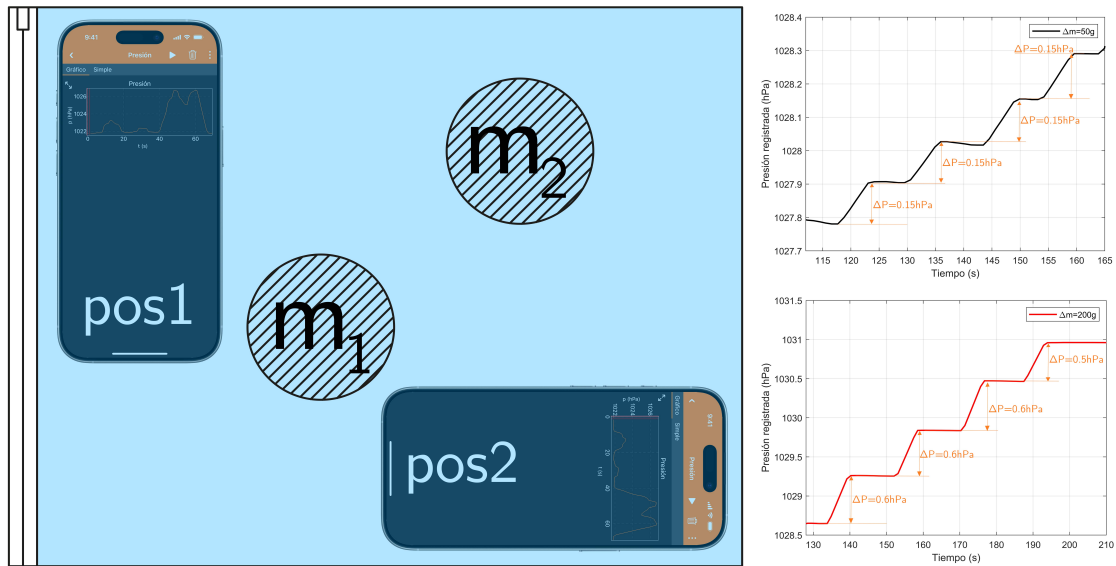 9:41
Presión
Gráfico Simple
Presión
p (hPa)
1026
1024
1022
0 20 40 60
t (s)
pos1
m1
m2
9:41
Presión
Gráfico Simple
Presión
p (hPa)
1026
1024
1022
0 20 40 60
t (s)
pos2
Δm=50g
Presión registrada (hPa)
1028.4
1028.3
1028.2
1028.1
1028
1027.9
1027.8
1027.7
ΔP=0.15hPa
ΔP=0.15hPa
ΔP=0.15hPa
ΔP=0.15hPa
115 120 125 130 135 140 145 150 155 160 165
Tiempo (s)
Δm=200g
Presión registrada (hPa)
1031.5
1031
1030.5
1030
1029.5
1029
1028.5
ΔP=0.5hPa
ΔP=0.6hPa
ΔP=0.6hPa
ΔP=0.6hPa
130 140 150 160 170 180 190 200 210
Tiempo (s)